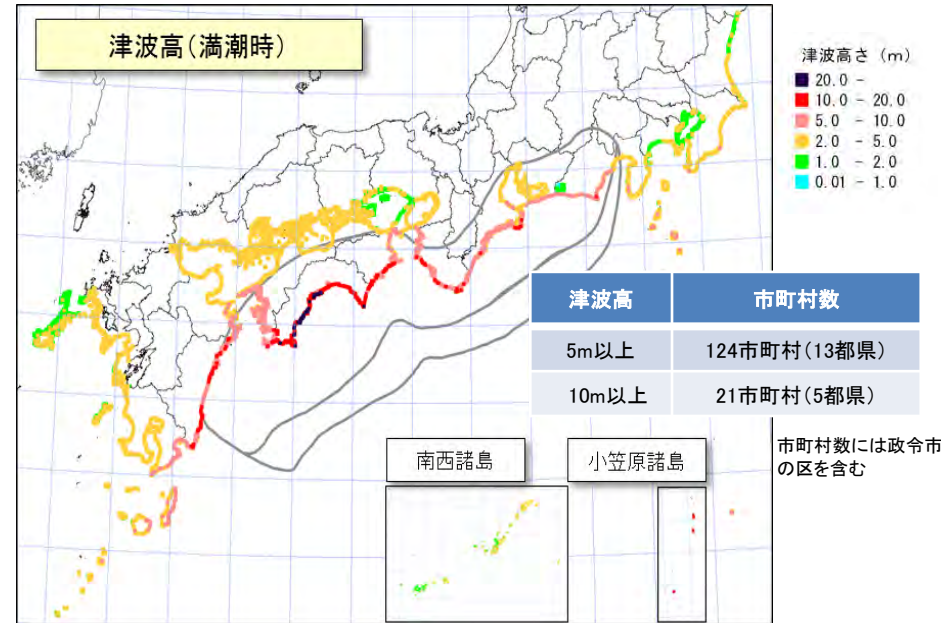 津波高(満潮時)
津波高さ (m)
20.0 -
10.0 - 20.0
5.0 - 10.0
2.0 - 5.0
1.0 - 2.0
0.01 - 1.0
津波高 市町村数
5m以上 124市町村(13都県)
10m以上 21市町村(5都県)
市町村数には政令市
の区を含む
南西諸島
小笠原諸島